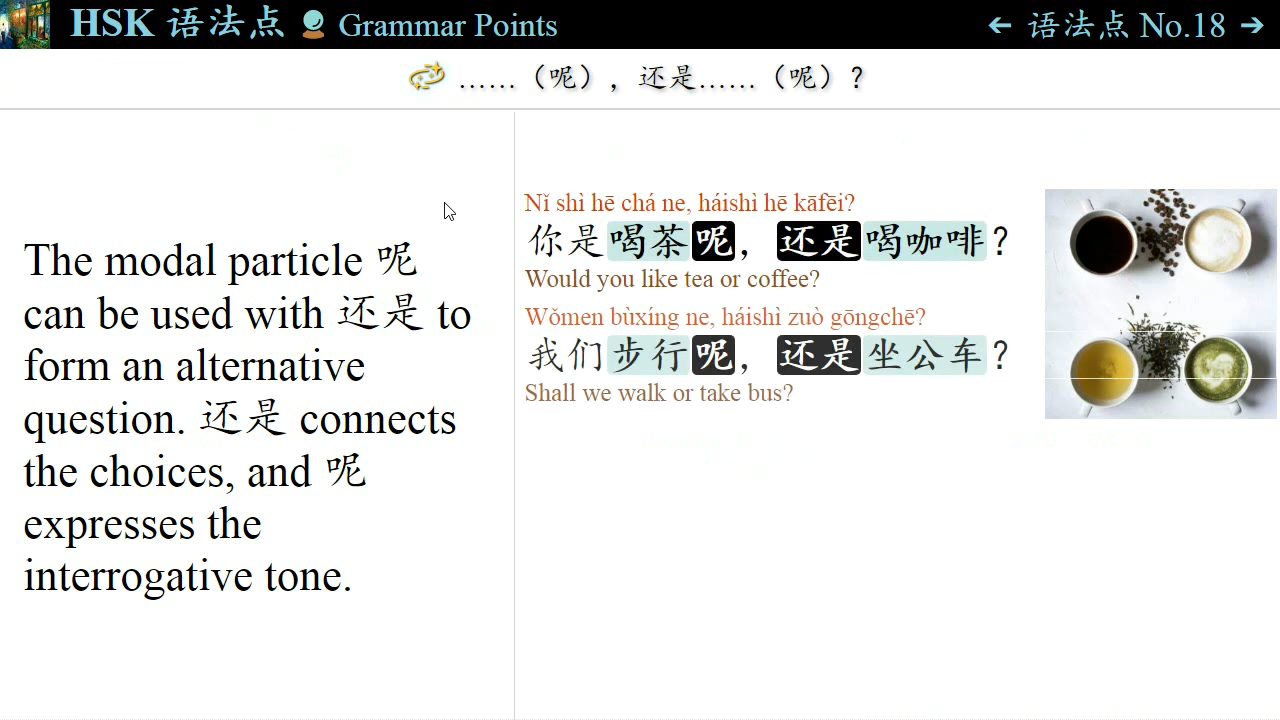 HSK 语法点 Grammar Points
← 语法点 No.18 →
……（呢），还是……（呢）？
The modal particle 呢
can be used with 还是 to
form an alternative
question. 还是 connects
the choices, and 呢
expresses the
interrogative tone.
Nǐ shì hē chá ne, háishì hē kāfēi?
你是喝茶呢，还是喝咖啡？
Would you like tea or coffee?
Wǒmen bùxíng ne, háishì zuò gōngchē?
我们步行呢，还是坐公车？
Shall we walk or take bus?